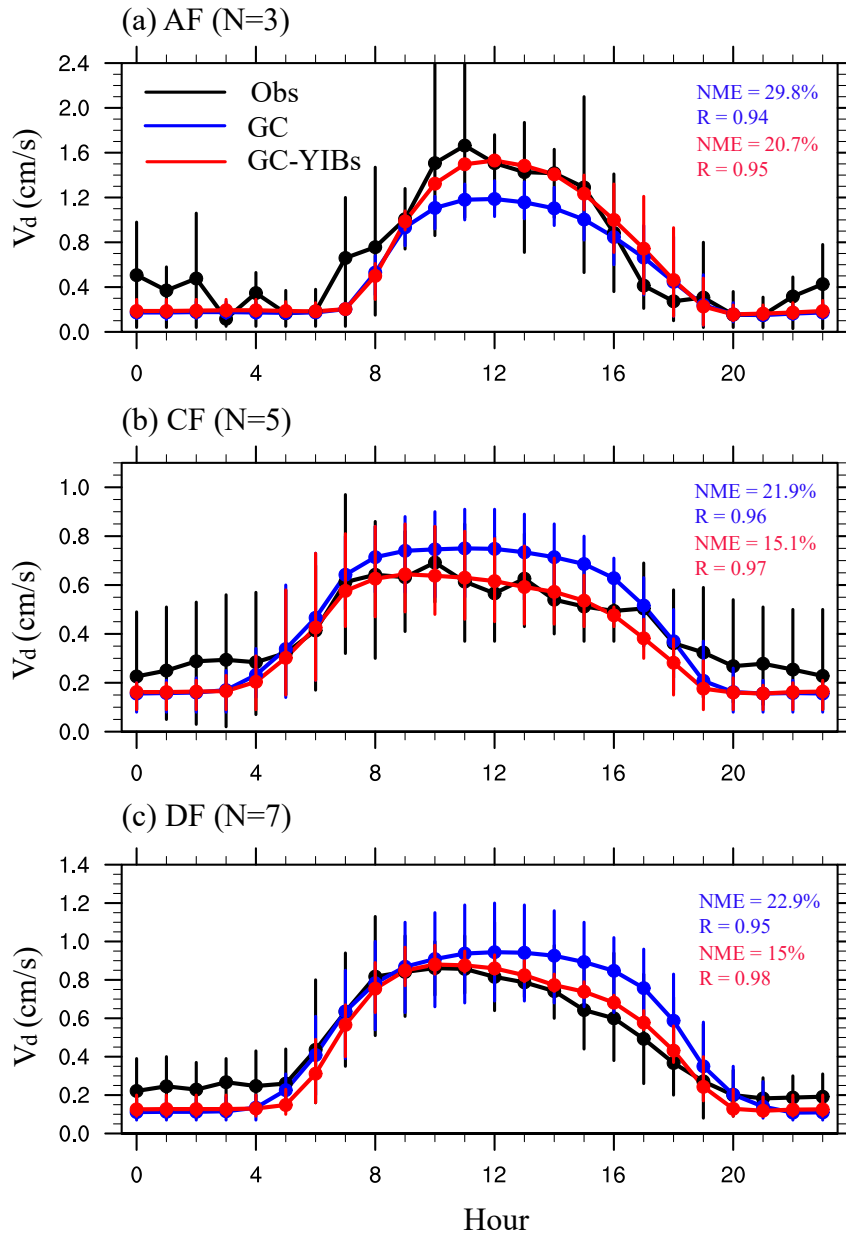 (a) AF (N=3)
0 4 8 12 16 20
2.4
2.0
1.6
1.2
0.8
0.4
0.0
V_d (cm/s)
Obs
GC
GC-YIBs
NME = 29.8%
R = 0.94
NME = 20.7%
R = 0.95
(b) CF (N=5)
1.0
0.8
0.6
0.4
0.2
0.0
V_d (cm/s)
NME = 21.9%
R = 0.96
NME = 15.1%
R = 0.97
0 4 8 12 16 20
(c) DF (N=7)
1.4
1.2
1.0
0.8
0.6
0.4
0.2
0.0
V_d (cm/s)
NME = 22.9%
R = 0.95
NME = 15%
R = 0.98
0 4 8 12 16 20
Hour